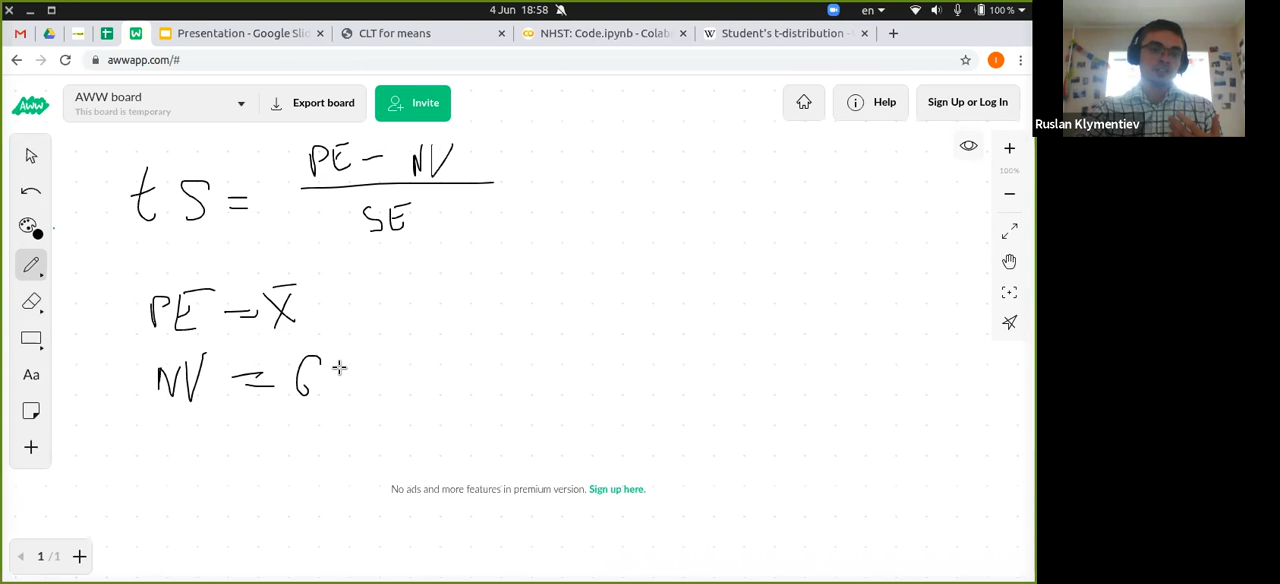 4 Jun 18:58
en
100 %
Presentation - Google Slid
CLT for means
NHST: Code.ipynb - Colab
W Student's t-distribution -
awwapp.com/#
AWW
AWW board
This board is temporary
Export board
Invite
Help
Sign Up or Log In
Ruslan Klymentiev
100%
tS = PE - NV
SE
PE = X̄
NV = 6
Aa
No ads and more features in premium version. Sign up here.
1 / 1